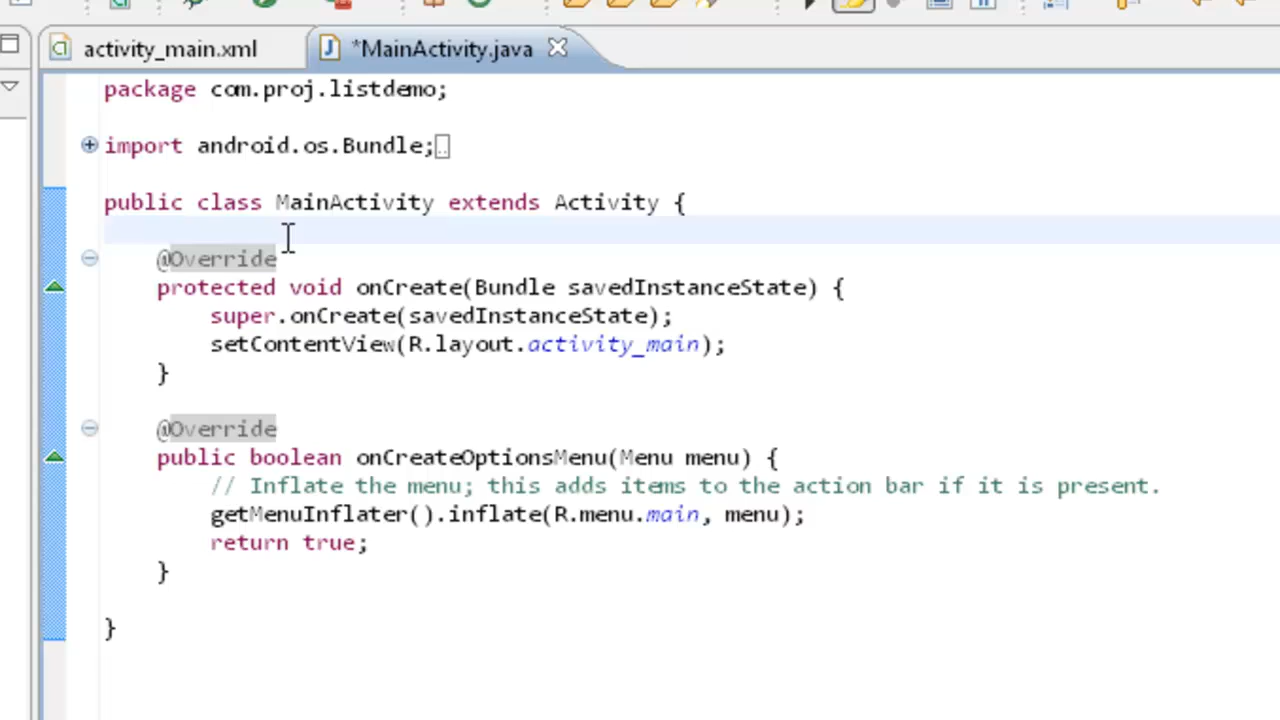 activity_main.xml
*MainActivity.java
package com.proj.listdemo;
import android.os.Bundle;
public class MainActivity extends Activity {
@Override
protected void onCreate(Bundle savedInstanceState) {
super.onCreate(savedInstanceState);
setContentView(R.layout.activity_main);
}
@Override
public boolean onCreateOptionsMenu(Menu menu) {
// Inflate the menu; this adds items to the action bar if it is present.
getMenuInflater().inflate(R.menu.main, menu);
return true;
}
}